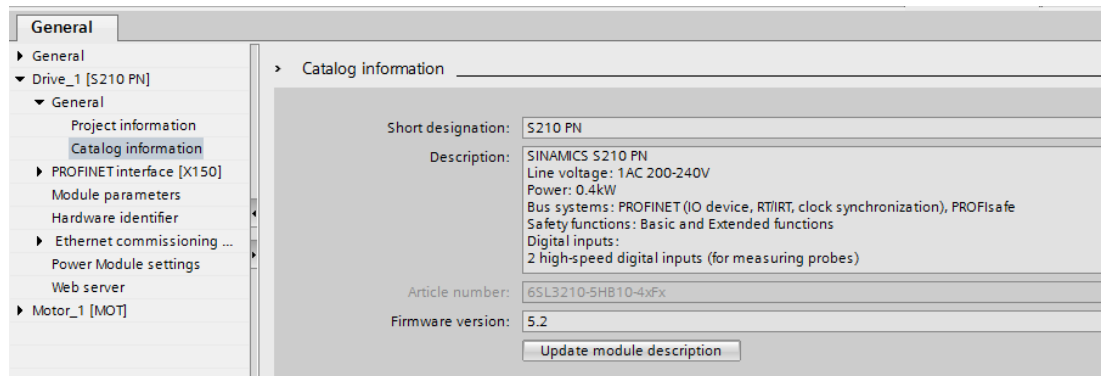 General
General
Drive_1 [S210 PN]
General
Project information
Catalog information
PROFINET interface [X150]
Module parameters
Hardware identifier
Ethernet commissioning ...
Power Module settings
Web server
Motor_1 [MOT]
Catalog information
Short designation: S210 PN
Description: SINAMICS S210 PN
Line voltage: 1AC 200-240V
Power: 0.4kW
Bus systems: PROFINET (IO device, RT/IRT, clock synchronization), PROFIsafe
Safety functions: Basic and Extended functions
Digital inputs:
2 high-speed digital inputs (for measuring probes)
Article number: 6SL3210-5HB10-4xFx
Firmware version: 5.2
Update module description